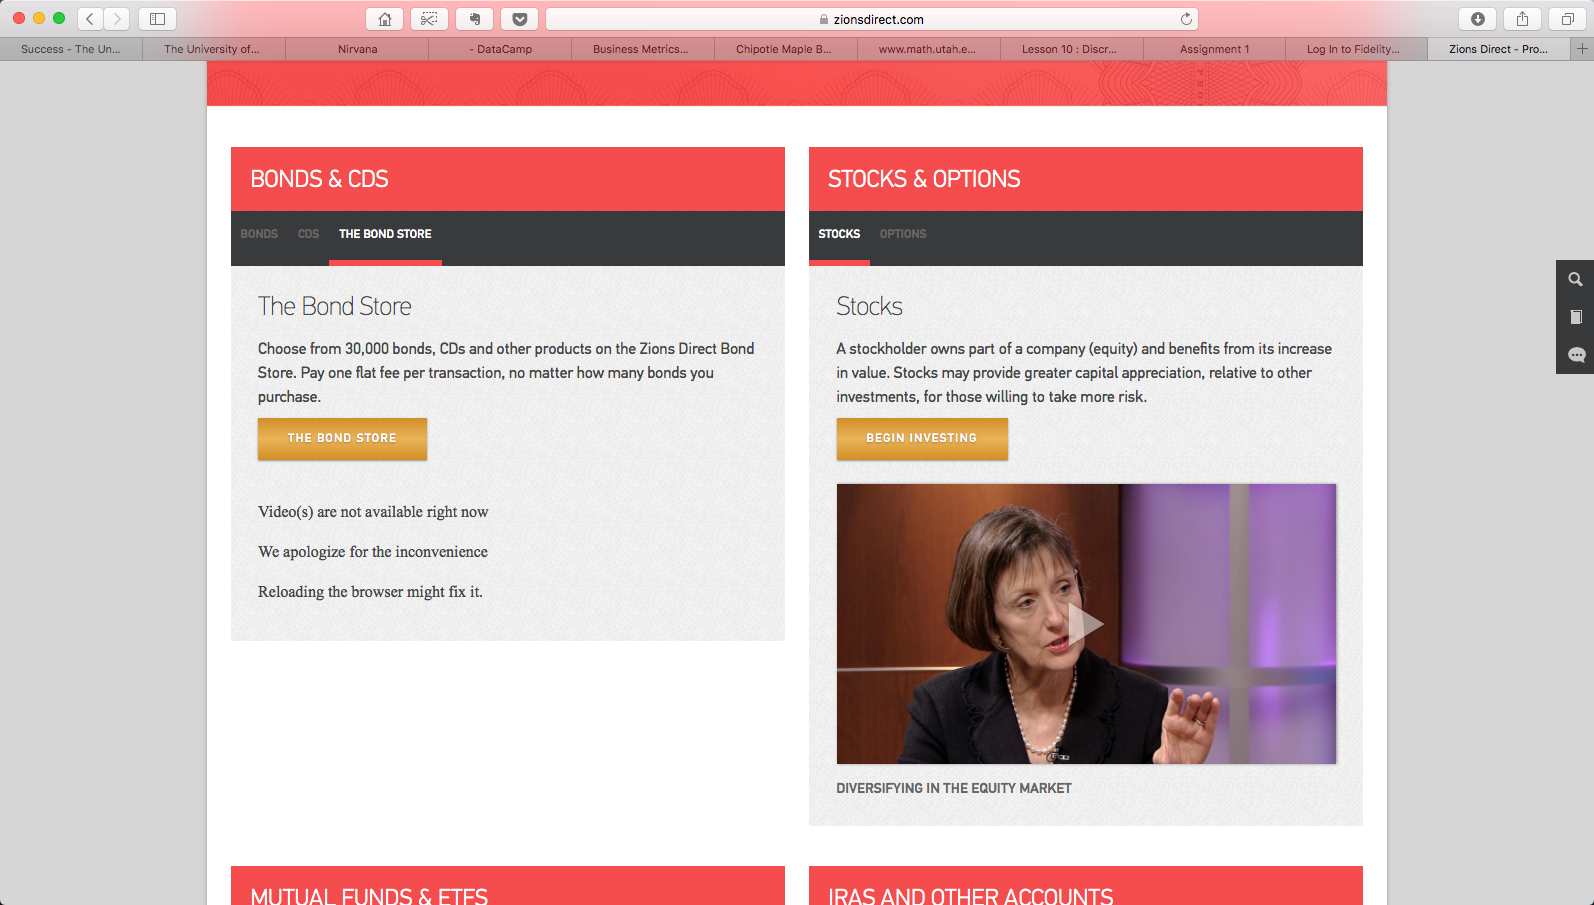 zionsdirect.com
Success - The Un...
The University of...
Nirvana
- DataCamp
Business Metrics...
Chipotle Maple B...
www.math.utah.e...
Lesson 10 : Discr...
Assignment 1
Log In to Fidelity...
Zions Direct - Pro...
BONDS & CDS
BONDS CDS THE BOND STORE
The Bond Store
Choose from 30,000 bonds, CDs and other products on the Zions Direct Bond
Store. Pay one flat fee per transaction, no matter how many bonds you
purchase.
THE BOND STORE
Video(s) are not available right now
We apologize for the inconvenience
Reloading the browser might fix it.
STOCKS & OPTIONS
STOCKS OPTIONS
Stocks
A stockholder owns part of a company (equity) and benefits from its increase
in value. Stocks may provide greater capital appreciation, relative to other
investments, for those willing to take more risk.
BEGIN INVESTING
DIVERSIFYING IN THE EQUITY MARKET
MUTUAL FUNDS & ETFS
IRAS AND OTHER ACCOUNTS